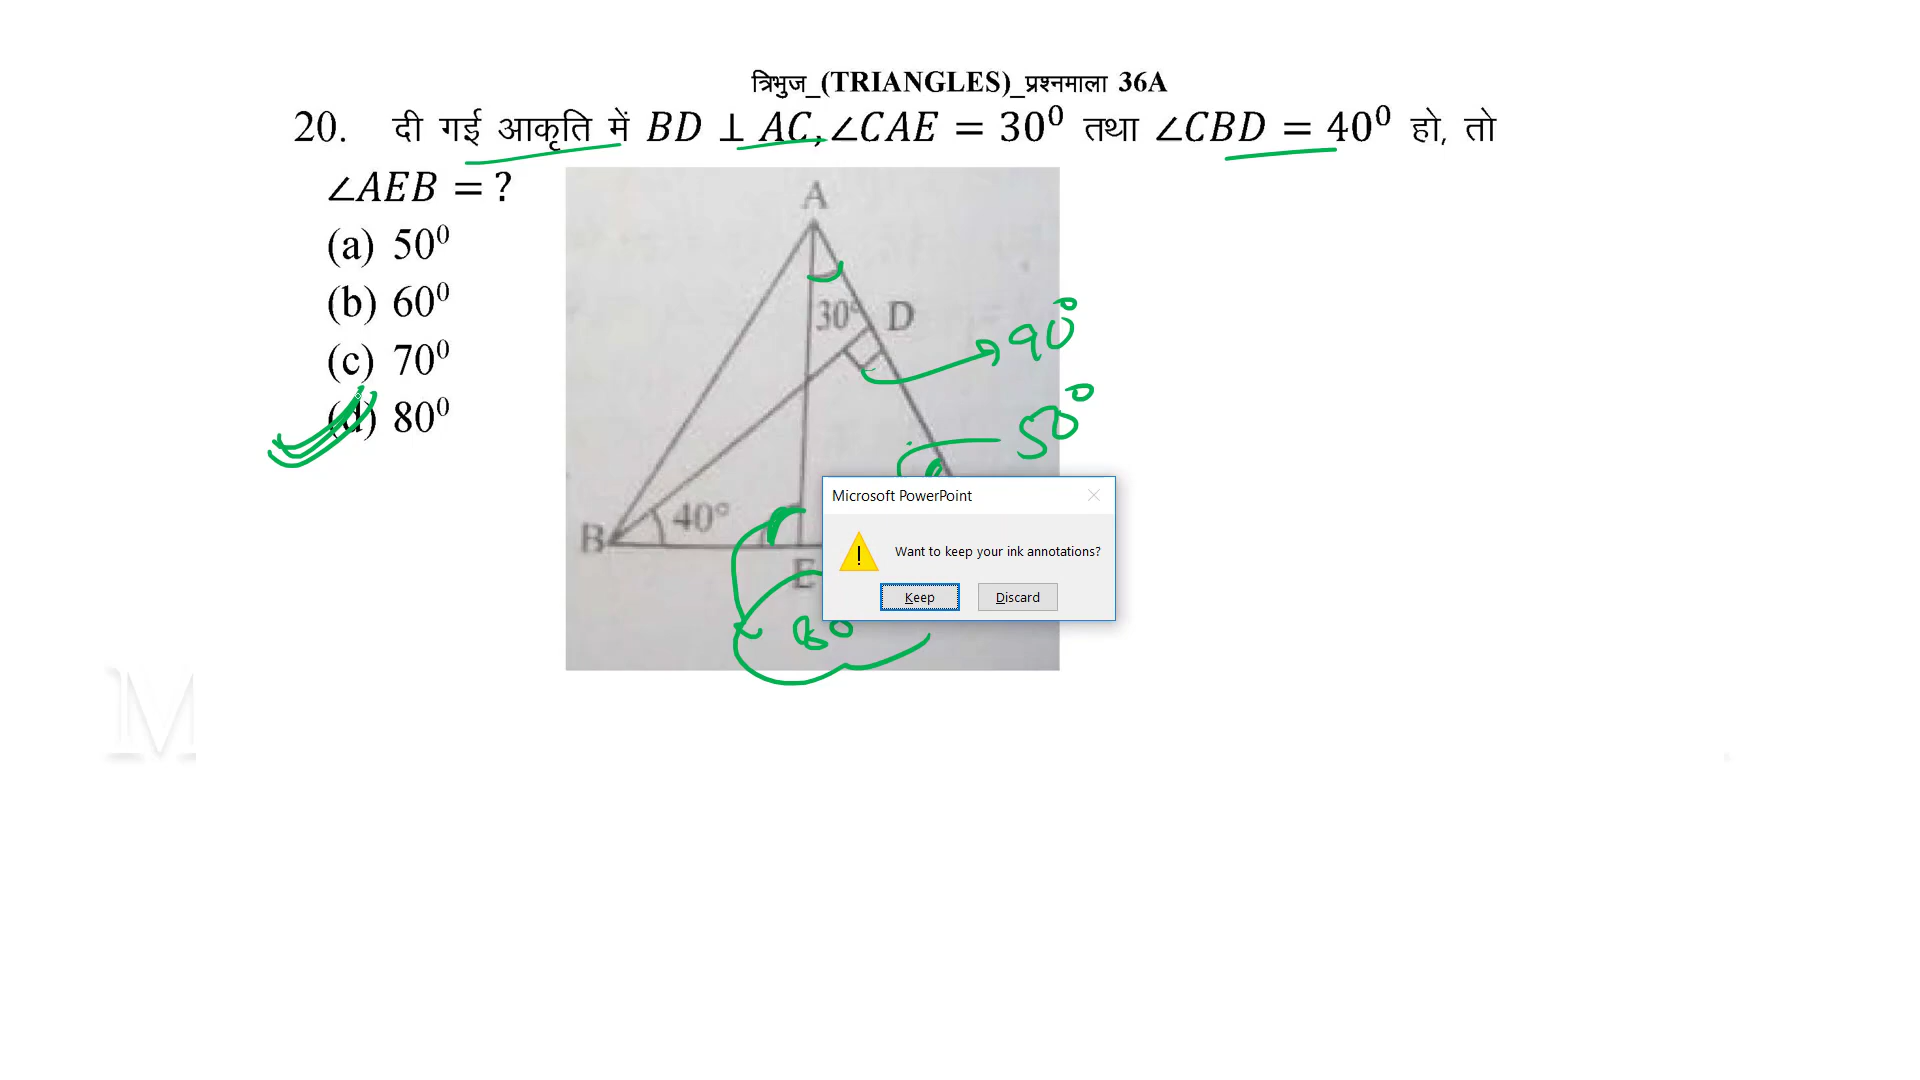 त्रिभुज_(TRIANGLES)_प्रश्नमाला 36A
20. दी गई आकृति में BD ⊥ AC, ∠CAE = 30⁰ तथा ∠CBD = 40⁰ हो, तो
∠AEB = ?
(a) 50⁰
(b) 60⁰
(c) 70⁰
(d) 80⁰
A
30°
D
90°
50°
B
40°
E
80
Microsoft PowerPoint
Want to keep your ink annotations?
Keep
Discard
M